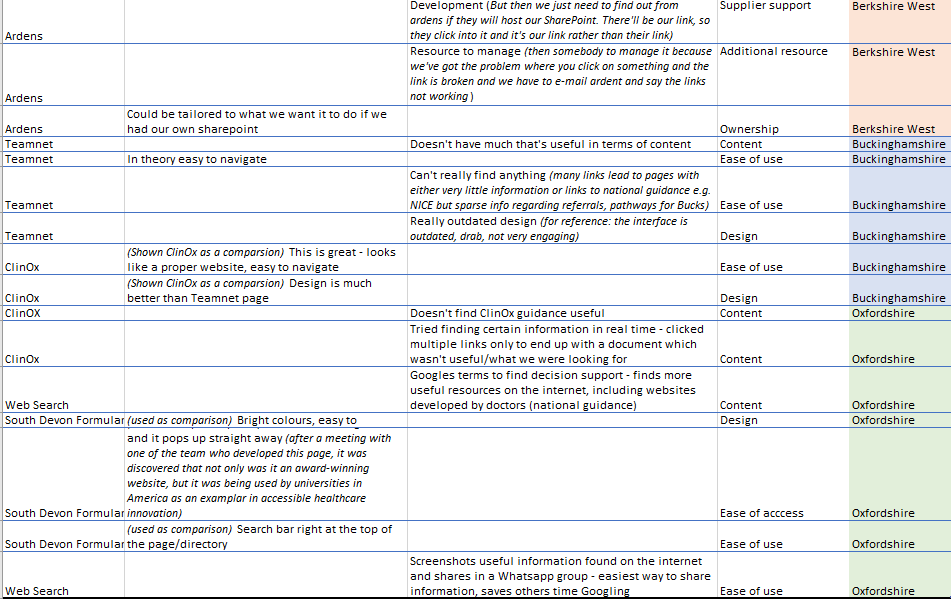 Development (But then we just need to find out from
ardens if they will host our SharePoint. There'll be our link, so
they click into it and it's our link rather than their link)
Supplier support
Berkshire West
Ardens
Resource to manage (then somebody to manage it because
we've got the problem where you click on something and the
link is broken and we have to e-mail ardent and say the links
not working )
Additional resource
Berkshire West
Ardens
Could be tailored to what we want it to do if we
had our own sharepoint
Ardens
Ownership
Berkshire West
Teamnet
Doesn't have much that's useful in terms of content
Content
Buckinghamshire
Teamnet
In theory easy to navigate
Ease of use
Buckinghamshire
Can't really find anything (many links lead to pages with
either very little information or links to national guidance e.g.
NICE but sparse info regarding referrals, pathways for Bucks)
Teamnet
Ease of use
Buckinghamshire
Really outdated design (for reference: the interface is
outdated, drab, not very engaging)
Teamnet
Design
Buckinghamshire
(Shown ClinOx as a comparsion) This is great - looks
like a proper website, easy to navigate
ClinOx
Ease of use
Buckinghamshire
(Shown ClinOx as a comparsion) Design is much
better than Teamnet page
ClinOx
Design
Buckinghamshire
ClinOX
Doesn't find ClinOx guidance useful
Content
Oxfordshire
Tried finding certain information in real time - clicked
multiple links only to end up with a document which
wasn't useful/what we were looking for
ClinOx
Content
Oxfordshire
Googles terms to find decision support - finds more
useful resources on the internet, including websites
developed by doctors (national guidance)
Web Search
Content
Oxfordshire
South Devon Formular
(used as comparison) Bright colours, easy to
Design
Oxfordshire
and it pops up straight away (after a meeting with
one of the team who developed this page, it was
discovered that not only was it an award-winning
website, but it was being used by universities in
America as an examplar in accessible healthcare
innovation)
South Devon Formular
Ease of acccess
Oxfordshire
(used as comparison) Search bar right at the top of
the page/directory
South Devon Formular
Ease of use
Oxfordshire
Screenshots useful information found on the internet
and shares in a Whatsapp group - easiest way to share
information, saves others time Googling
Web Search
Ease of use
Oxfordshire